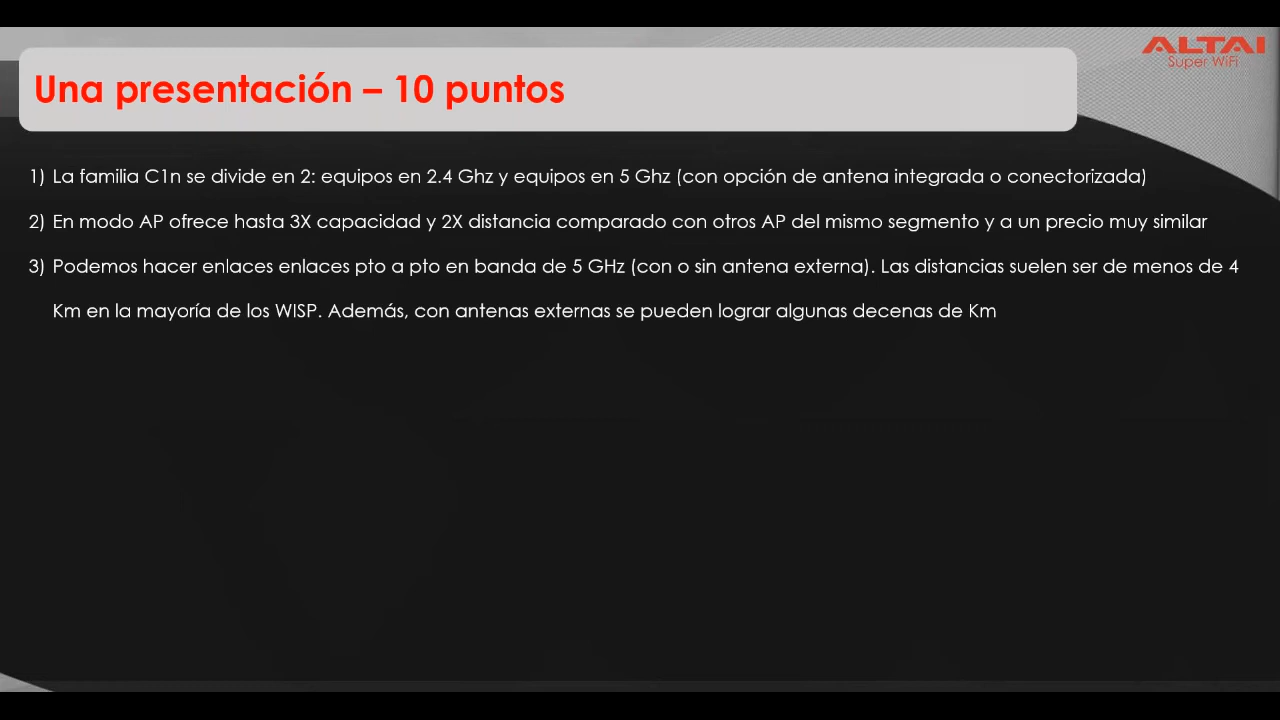 ALTAI
Super WiFi
Una presentación – 10 puntos
1) La familia C1n se divide en 2: equipos en 2.4 Ghz y equipos en 5 Ghz (con opción de antena integrada o conectorizada)
2) En modo AP ofrece hasta 3X capacidad y 2X distancia comparado con otros AP del mismo segmento y a un precio muy similar
3) Podemos hacer enlaces enlaces pto a pto en banda de 5 GHz (con o sin antena externa). Las distancias suelen ser de menos de 4
Km en la mayoría de los WISP. Además, con antenas externas se pueden lograr algunas decenas de Km